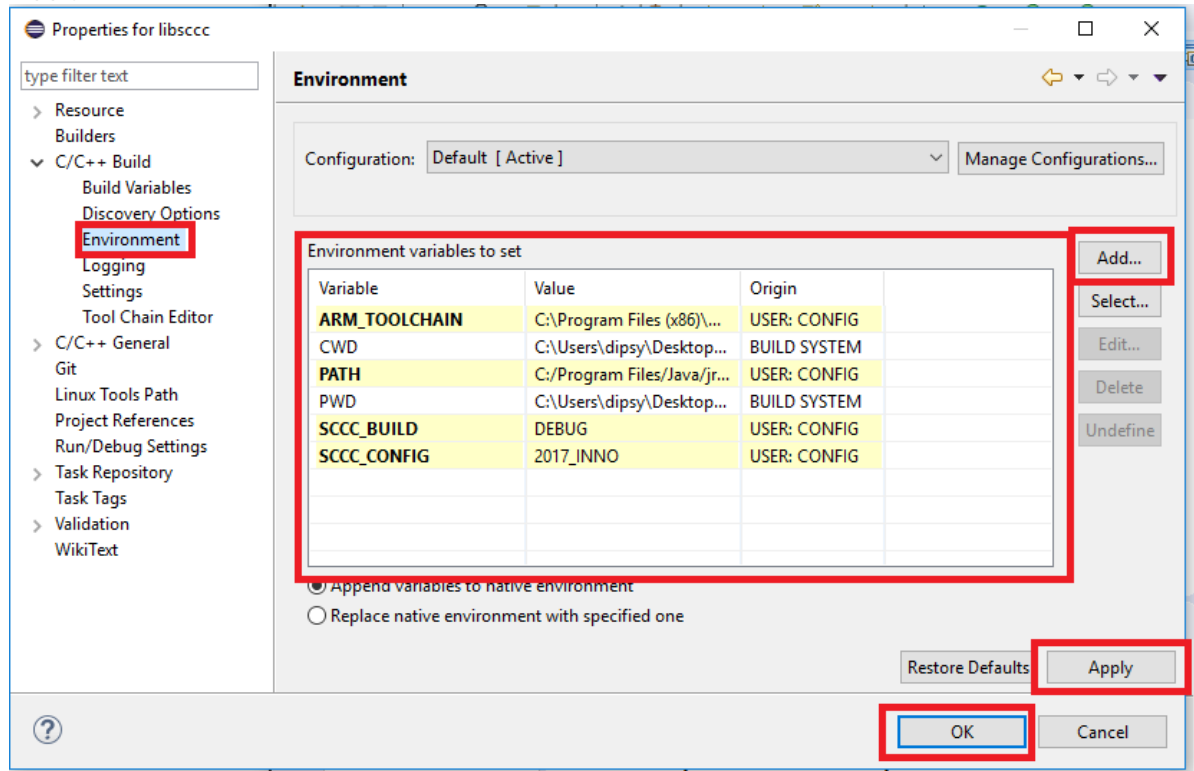 Properties for libsccc
type filter text
Resource
Builders
C/C++ Build
Build Variables
Discovery Options
Environment
Logging
Settings
Tool Chain Editor
C/C++ General
Git
Linux Tools Path
Project References
Run/Debug Settings
Task Repository
Task Tags
Validation
WikiText
Environment
Configuration: Default [ Active ] Manage Configurations...
Environment variables to set
Variable Value Origin
ARM_TOOLCHAIN C:\Program Files (x86)\... USER: CONFIG
CWD C:\Users\dipsy\Desktop... BUILD SYSTEM
PATH C:/Program Files/Java/jr... USER: CONFIG
PWD C:\Users\dipsy\Desktop... BUILD SYSTEM
SCCC_BUILD DEBUG USER: CONFIG
SCCC_CONFIG 2017_INNO USER: CONFIG
Add...
Select...
Edit...
Delete
Undefine
Append variables to native environment
Replace native environment with specified one
Restore Defaults Apply
? OK Cancel